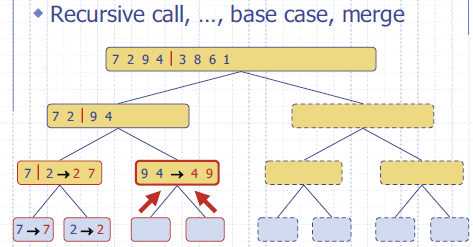 Recursive call, …, base case, merge
7 2 9 4 | 3 8 6 1
7 2 | 9 4
7 | 2 → 2 7
9 4 → 4 9
7 → 7
2 → 2